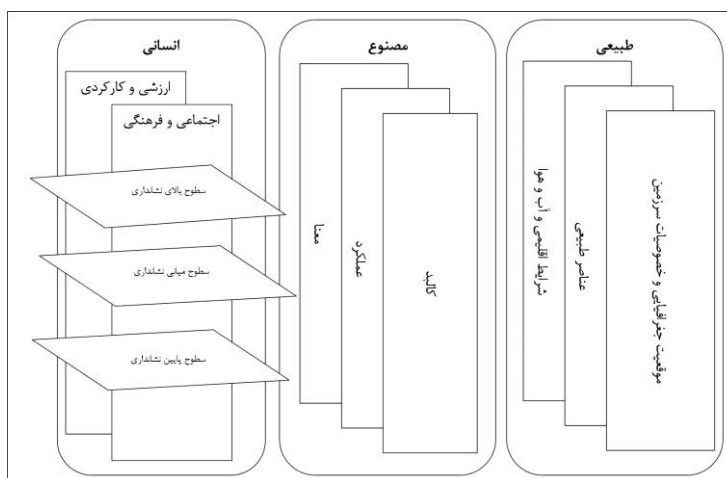 طبیعی
شرایط اقلیمی و آب و هوا
عناصر طبیعی
موقعیت جغرافیایی و خصوصیات سرزمین
مصنوع
معنا
عملکرد
کالبد
انسانی
ارزشی و کارکردی
اجتماعی و فرهنگی
سطوح بالای نشانداری
سطوح میانی نشانداری
سطوح پایین نشانداری